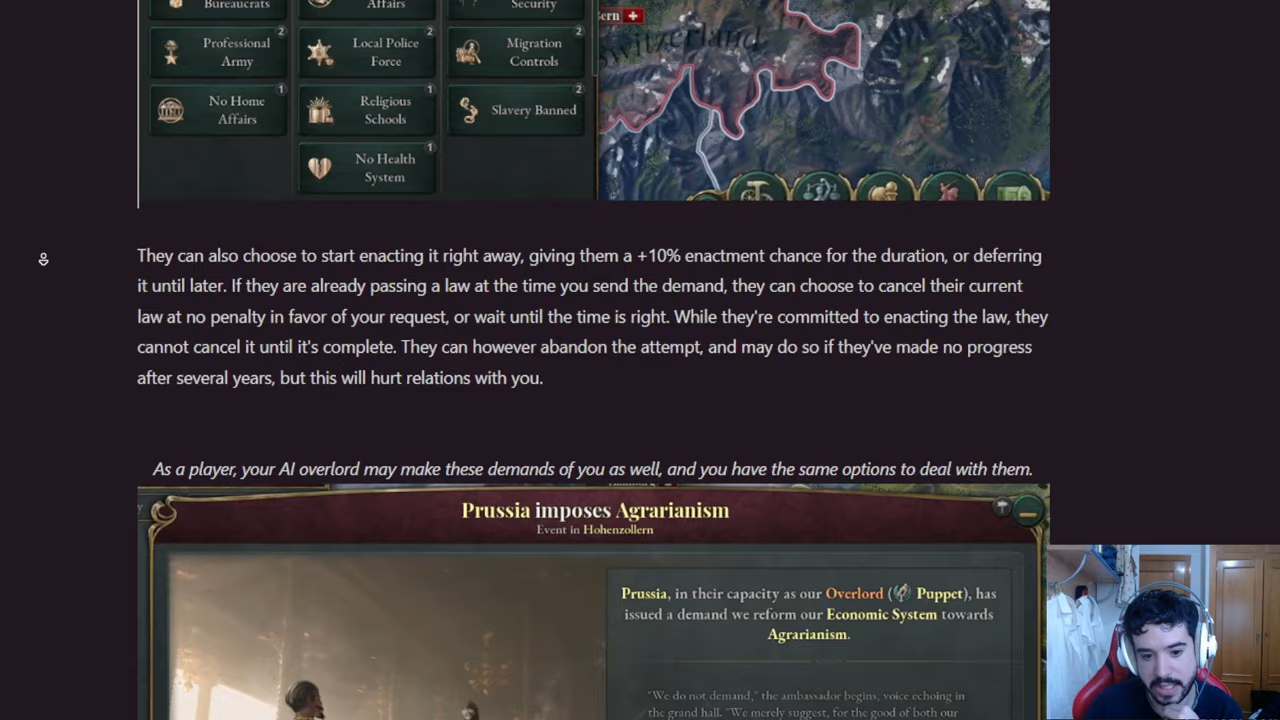 Bureaucrats
Affairs
Security
Professional
Army
2
Local Police
Force
2
Migration
Controls
2
No Home
Affairs
1
Religious
Schools
1
Slavery Banned
2
No Health
System
1
ern
Switzerland
They can also choose to start enacting it right away, giving them a +10% enactment chance for the duration, or deferring
it until later. If they are already passing a law at the time you send the demand, they can choose to cancel their current
law at no penalty in favor of your request, or wait until the time is right. While they're committed to enacting the law, they
cannot cancel it until it's complete. They can however abandon the attempt, and may do so if they've made no progress
after several years, but this will hurt relations with you.
As a player, your AI overlord may make these demands of you as well, and you have the same options to deal with them.
Prussia imposes Agrarianism
Event in Hohenzollern
Prussia, in their capacity as our Overlord ( Puppet), has
issued a demand we reform our Economic System towards
Agrarianism.
"We do not demand," the ambassador begins, voice echoing in
the grand hall. "We merely suggest, for the good of both our